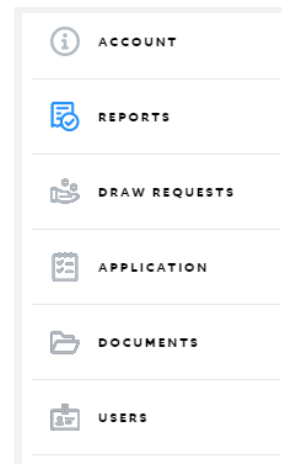 ACCOUNT
REPORTS
DRAW REQUESTS
APPLICATION
DOCUMENTS
USERS